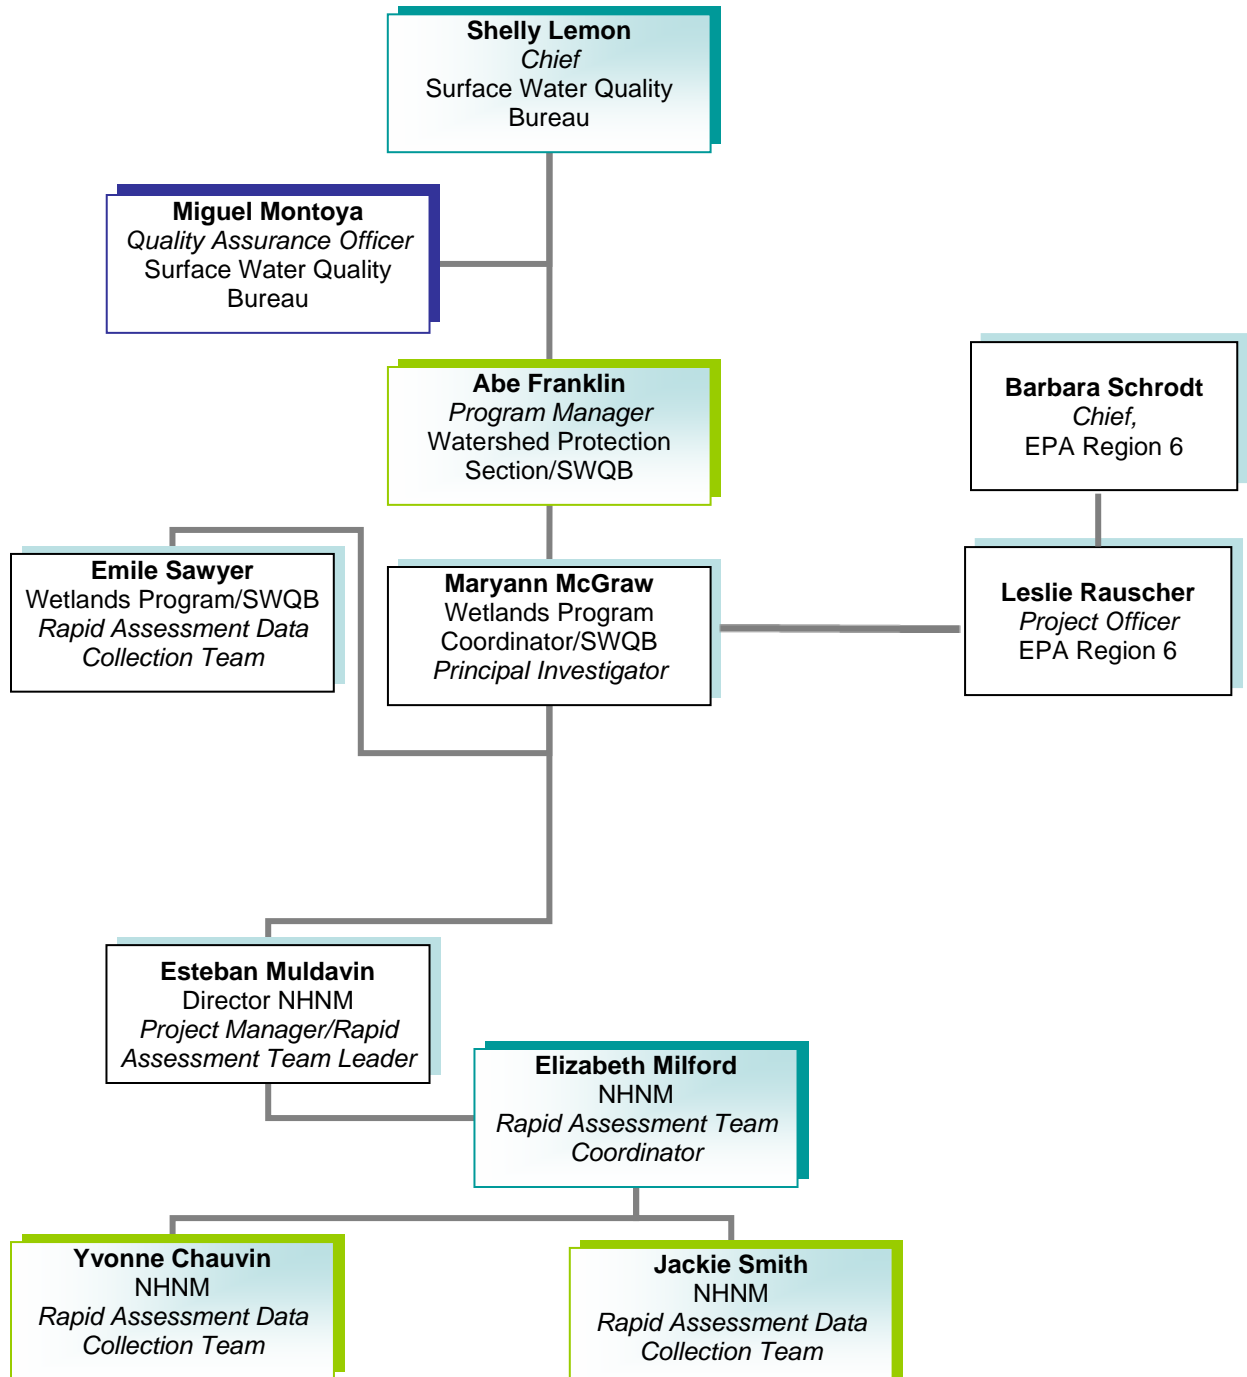 Shelly Lemon
Chief
Surface Water Quality
Bureau
Miguel Montoya
Quality Assurance Officer
Surface Water Quality
Bureau
Abe Franklin
Program Manager
Watershed Protection
Section/SWQB
Barbara Schrodt
Chief,
EPA Region 6
Emile Sawyer
Wetlands Program/SWQB
Rapid Assessment Data
Collection Team
Maryann McGraw
Wetlands Program
Coordinator/SWQB
Principal Investigator
Leslie Rauscher
Project Officer
EPA Region 6
Esteban Muldavin
Director NHNM
Project Manager/Rapid
Assessment Team Leader
Elizabeth Milford
NHNM
Rapid Assessment Team
Coordinator
Yvonne Chauvin
NHNM
Rapid Assessment Data
Collection Team
Jackie Smith
NHNM
Rapid Assessment Data
Collection Team